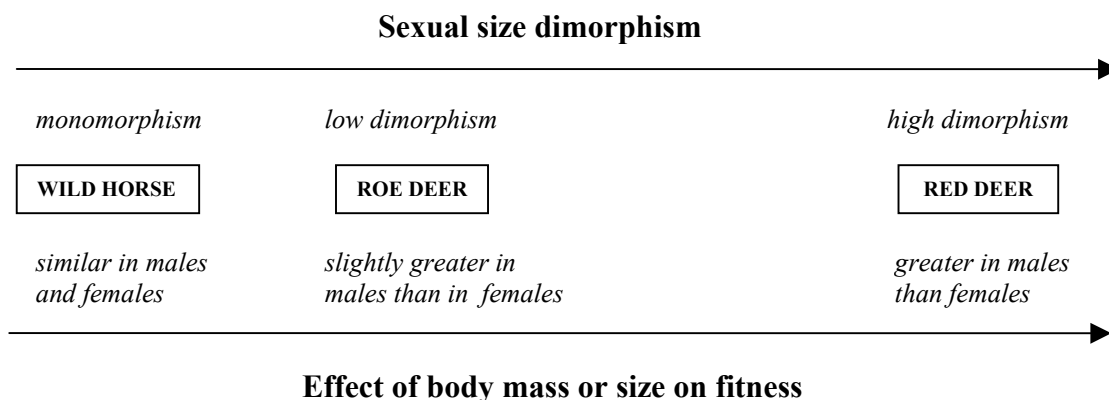 Sexual size dimorphism
monomorphism low dimorphism high dimorphism
WILD HORSE ROE DEER RED DEER
similar in males slightly greater in greater in males
and females males than in females than females
Effect of body mass or size on fitness